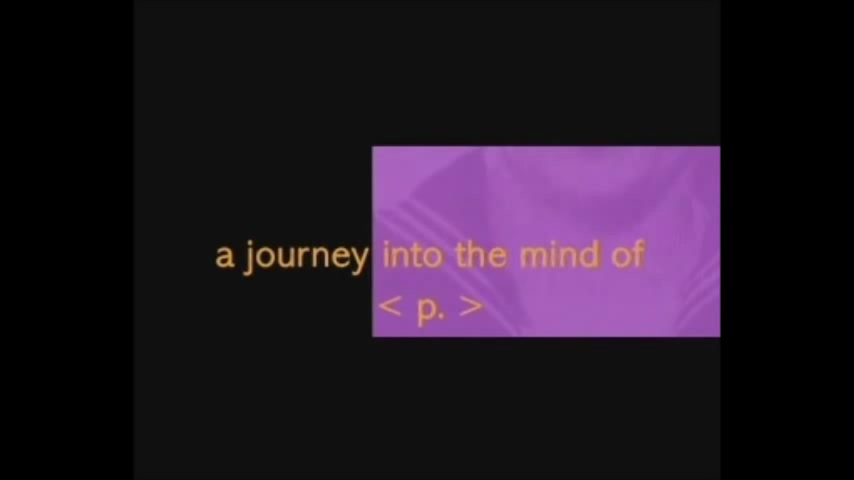 a journey into the mind of
< p. >